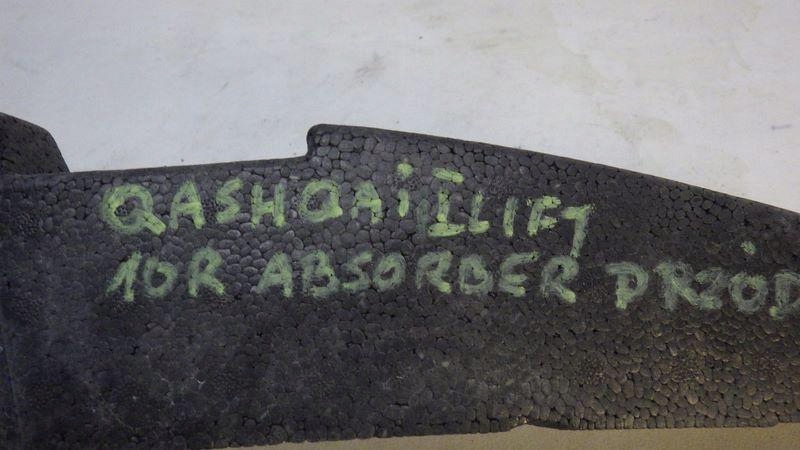 QASHQAI I LIFT
10R ABSORBER PRZÓD